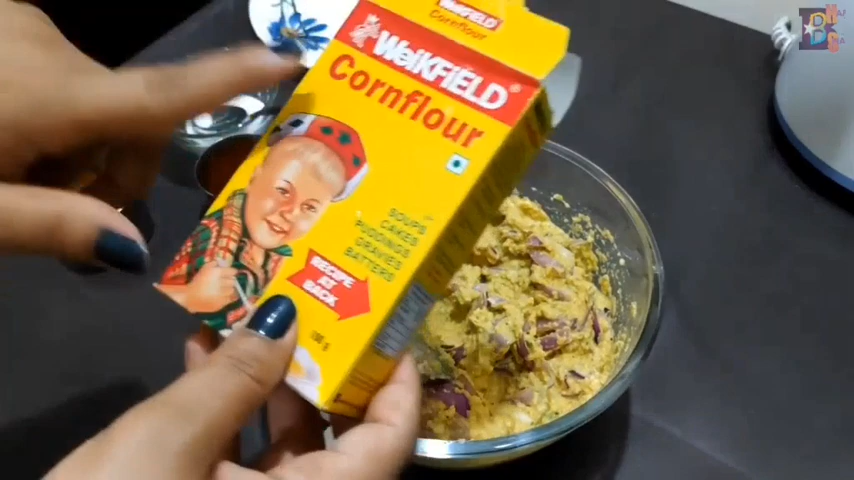 WeiKFiELD
Cornflour
WeiKFiELD
Cornflour
SOUPS
CAKES
PUDDINGS
GRAVIES
BATTERS
RECIPE
AT
BACK
100 g